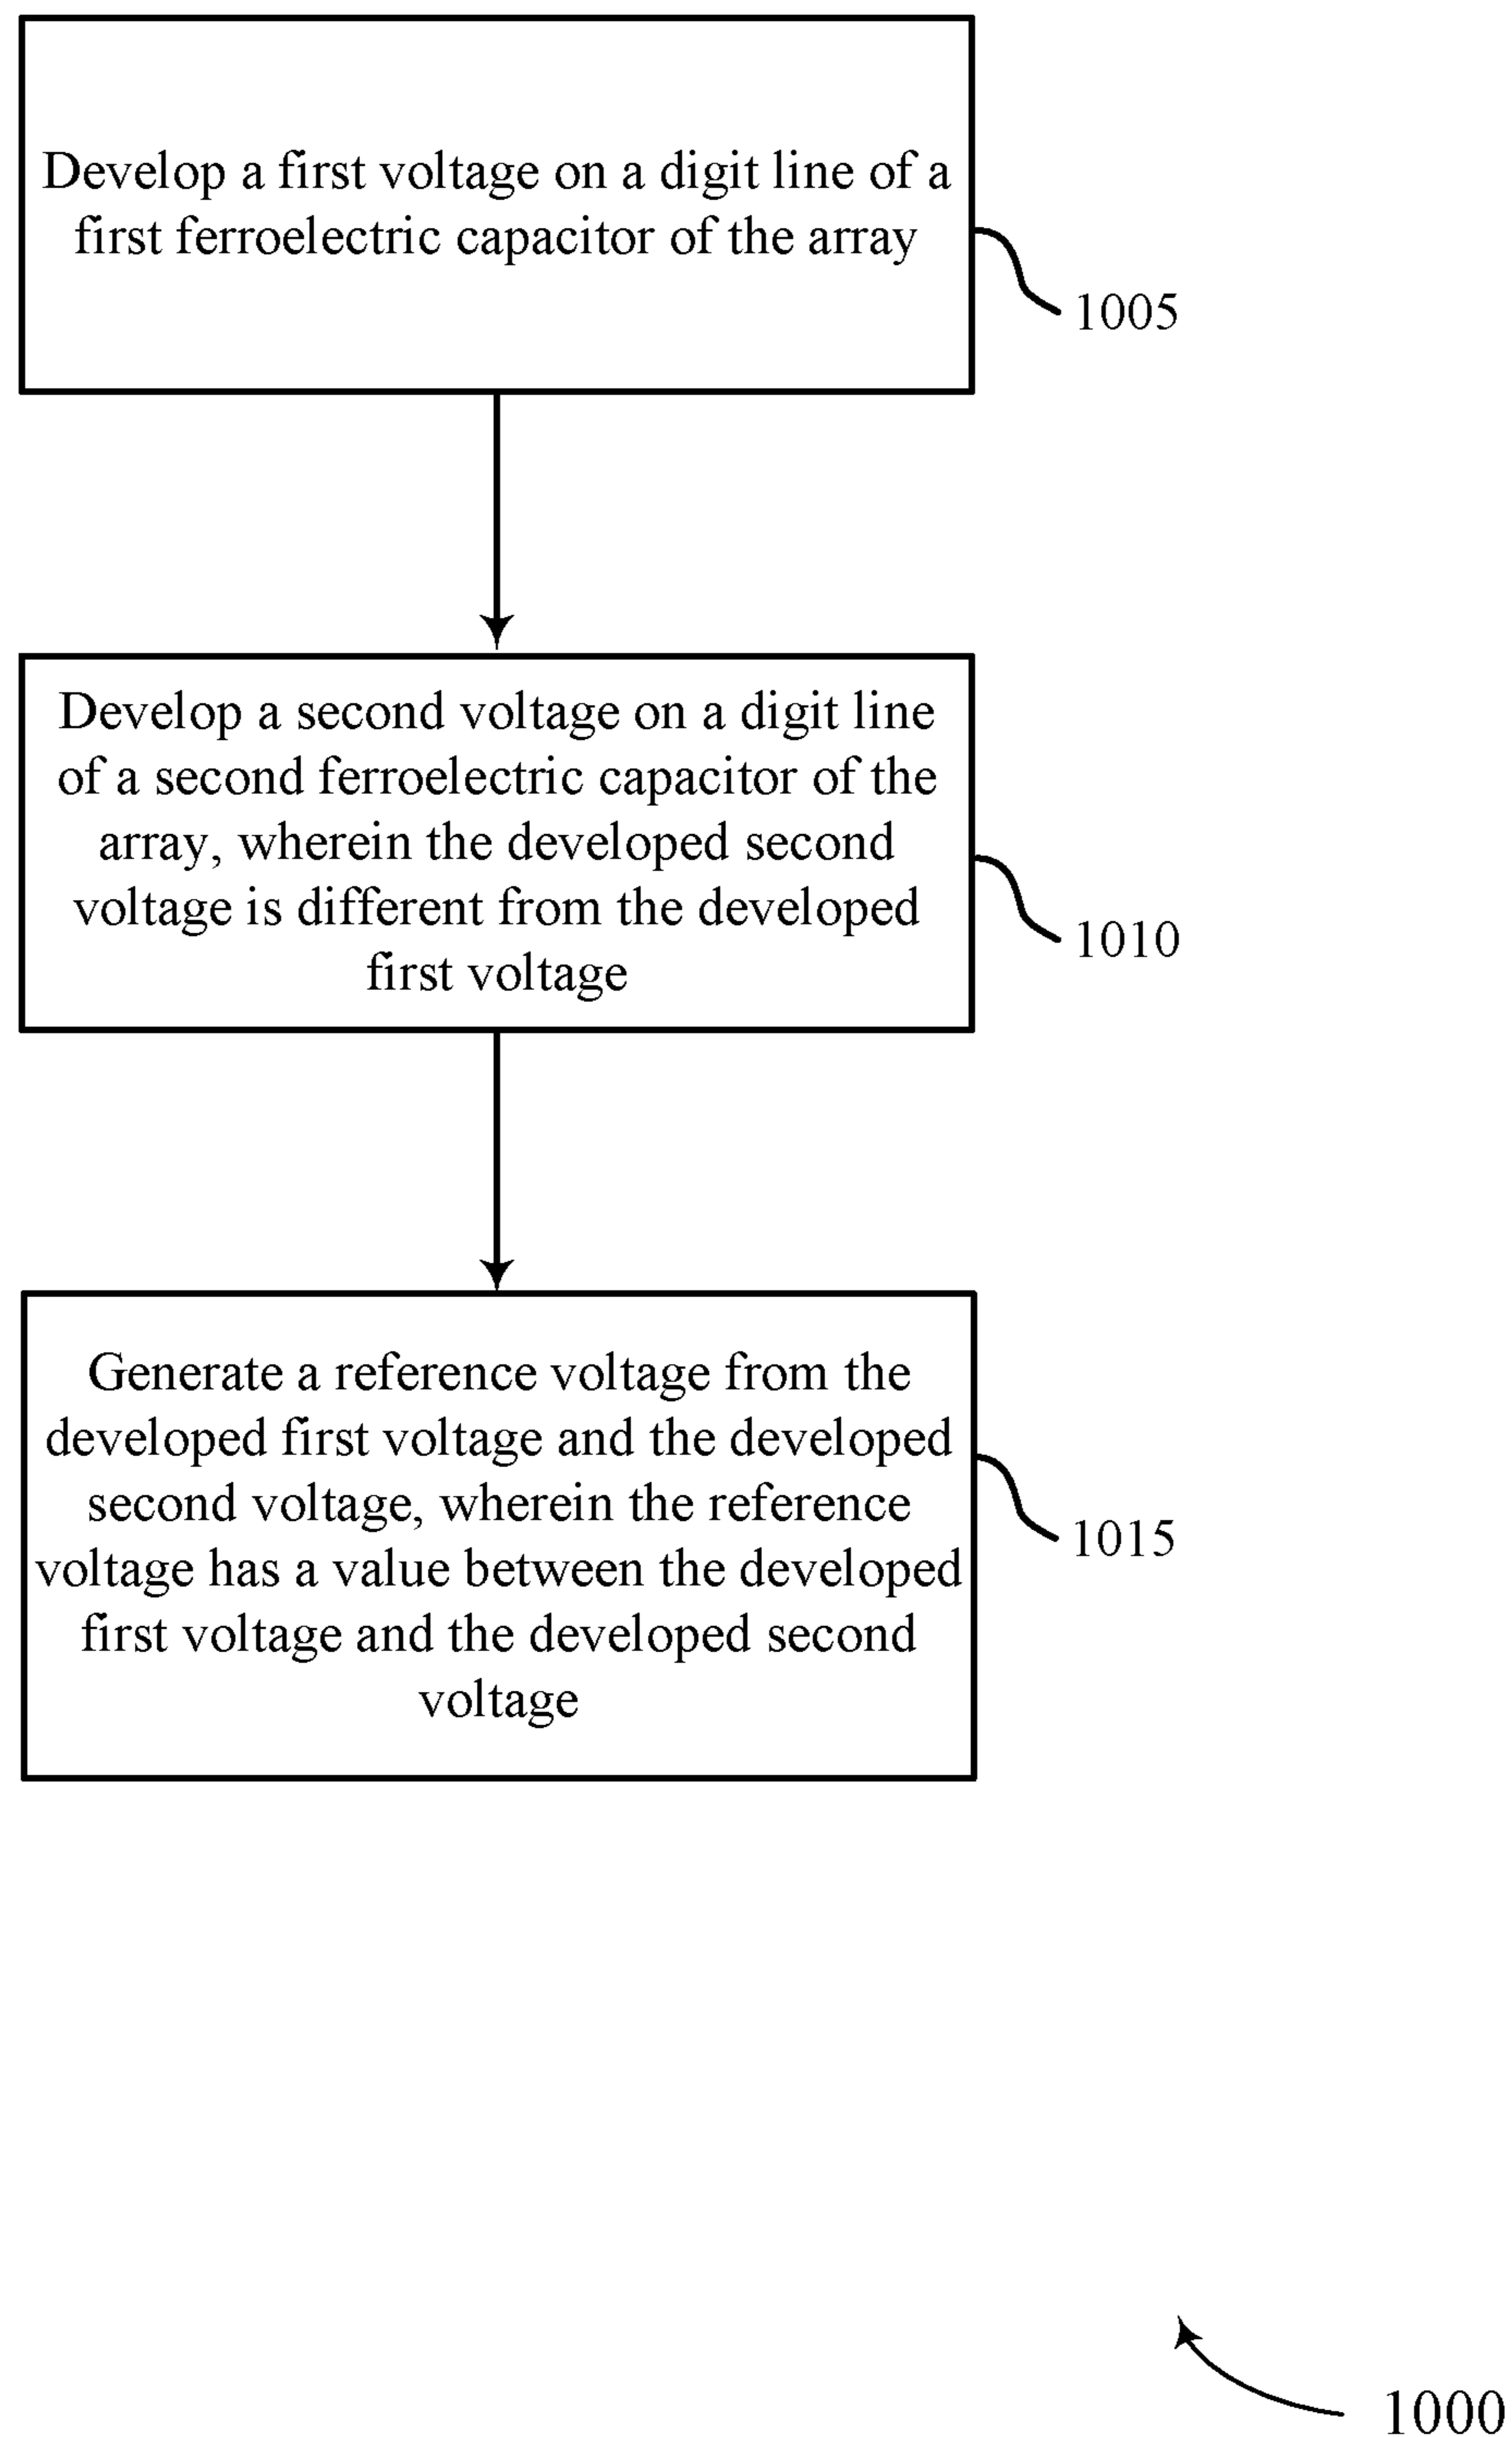 Develop a first voltage on a digit line of a
first ferroelectric capacitor of the array
1005
Develop a second voltage on a digit line
of a second ferroelectric capacitor of the
array, wherein the developed second
voltage is different from the developed
first voltage
1010
Generate a reference voltage from the
developed first voltage and the developed
second voltage, wherein the reference
voltage has a value between the developed
first voltage and the developed second
voltage
1015
1000